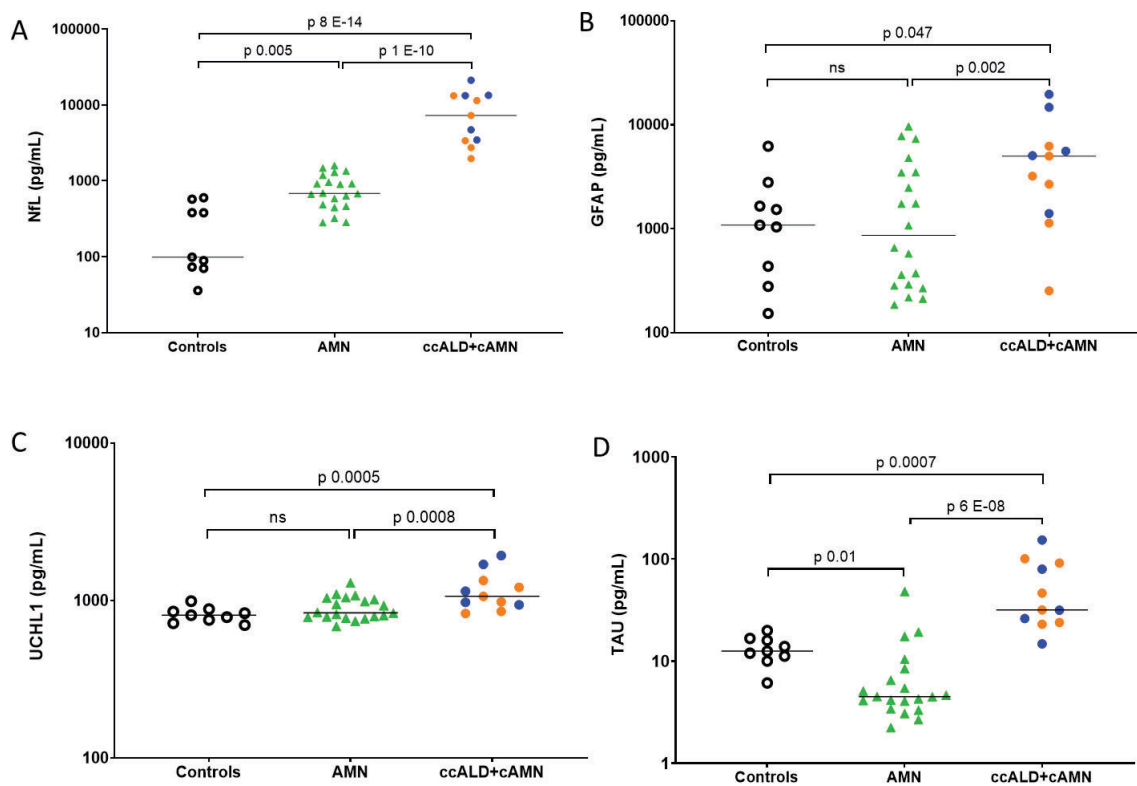 A
p 8 E-14
p 0.005
p 1 E-10
100000
10000
1000
100
10
NfL (pg/mL)
Controls
AMN
ccALD+cAMN
B
p 0.047
ns
p 0.002
100000
10000
1000
100
GFAP (pg/mL)
Controls
AMN
ccALD+cAMN
C
p 0.0005
ns
p 0.0008
10000
1000
100
UCHL1 (pg/mL)
Controls
AMN
ccALD+cAMN
D
p 0.0007
p 6 E-08
p 0.01
1000
100
10
1
TAU (pg/mL)
Controls
AMN
ccALD+cAMN